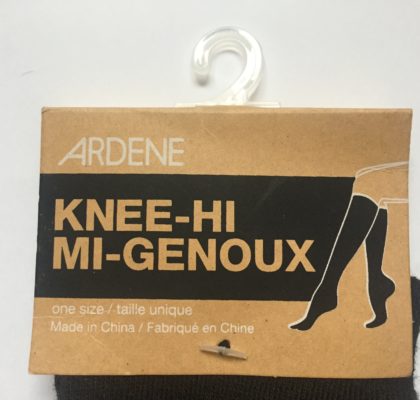 ARDENE
KNEE-HI
MI-GENOUX
one size / taille unique
Made in China / Fabriqué en Chine